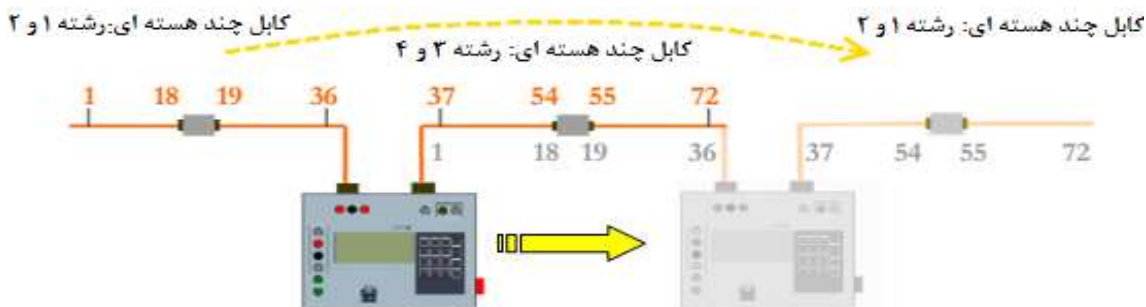 کابل چند هسته ای:رشته ۱ و ۲
کابل چند هسته ای: رشته ۳ و ۴
کابل چند هسته ای: رشته ۱ و ۲
1 18 19 36 37 54 55 72
1 18 19 36 37 54 55 72